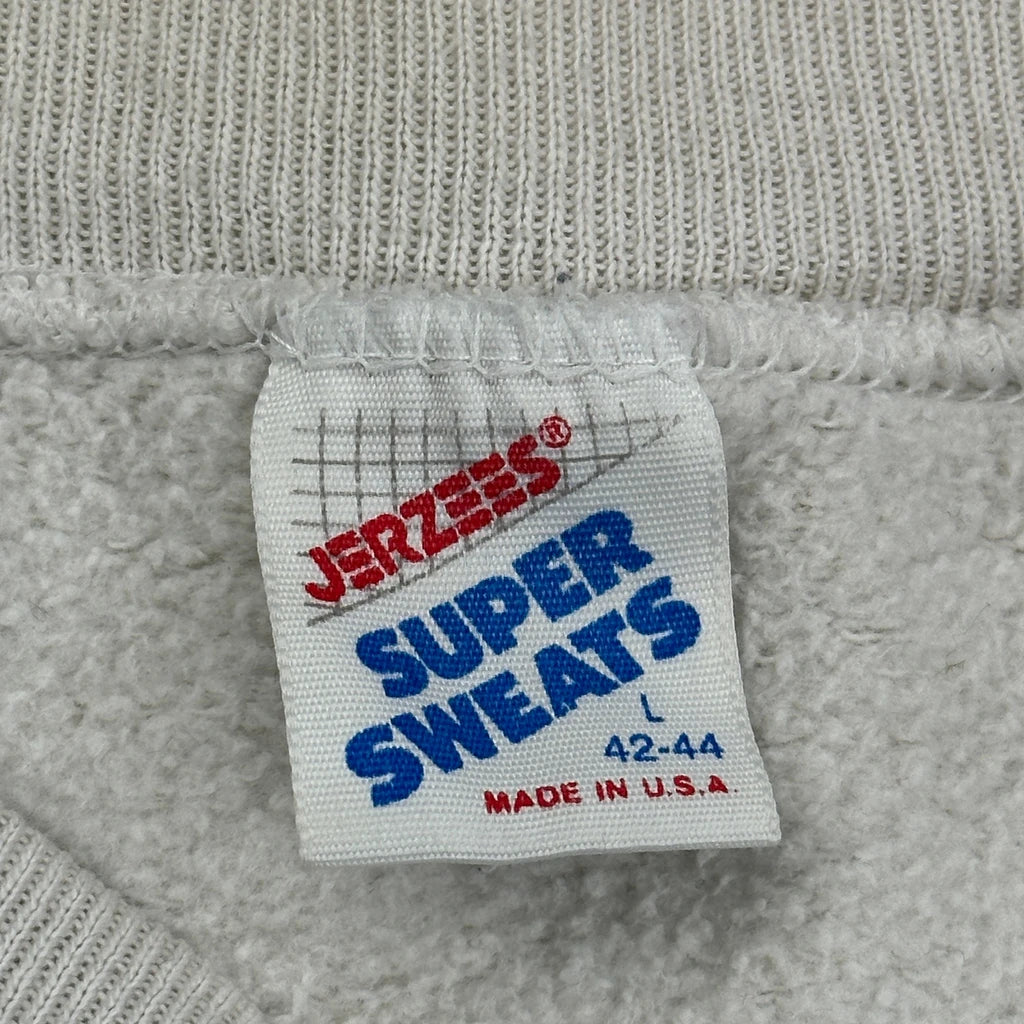 JERZEES®
SUPER
SWEATS
L
42-44
MADE IN U.S.A.